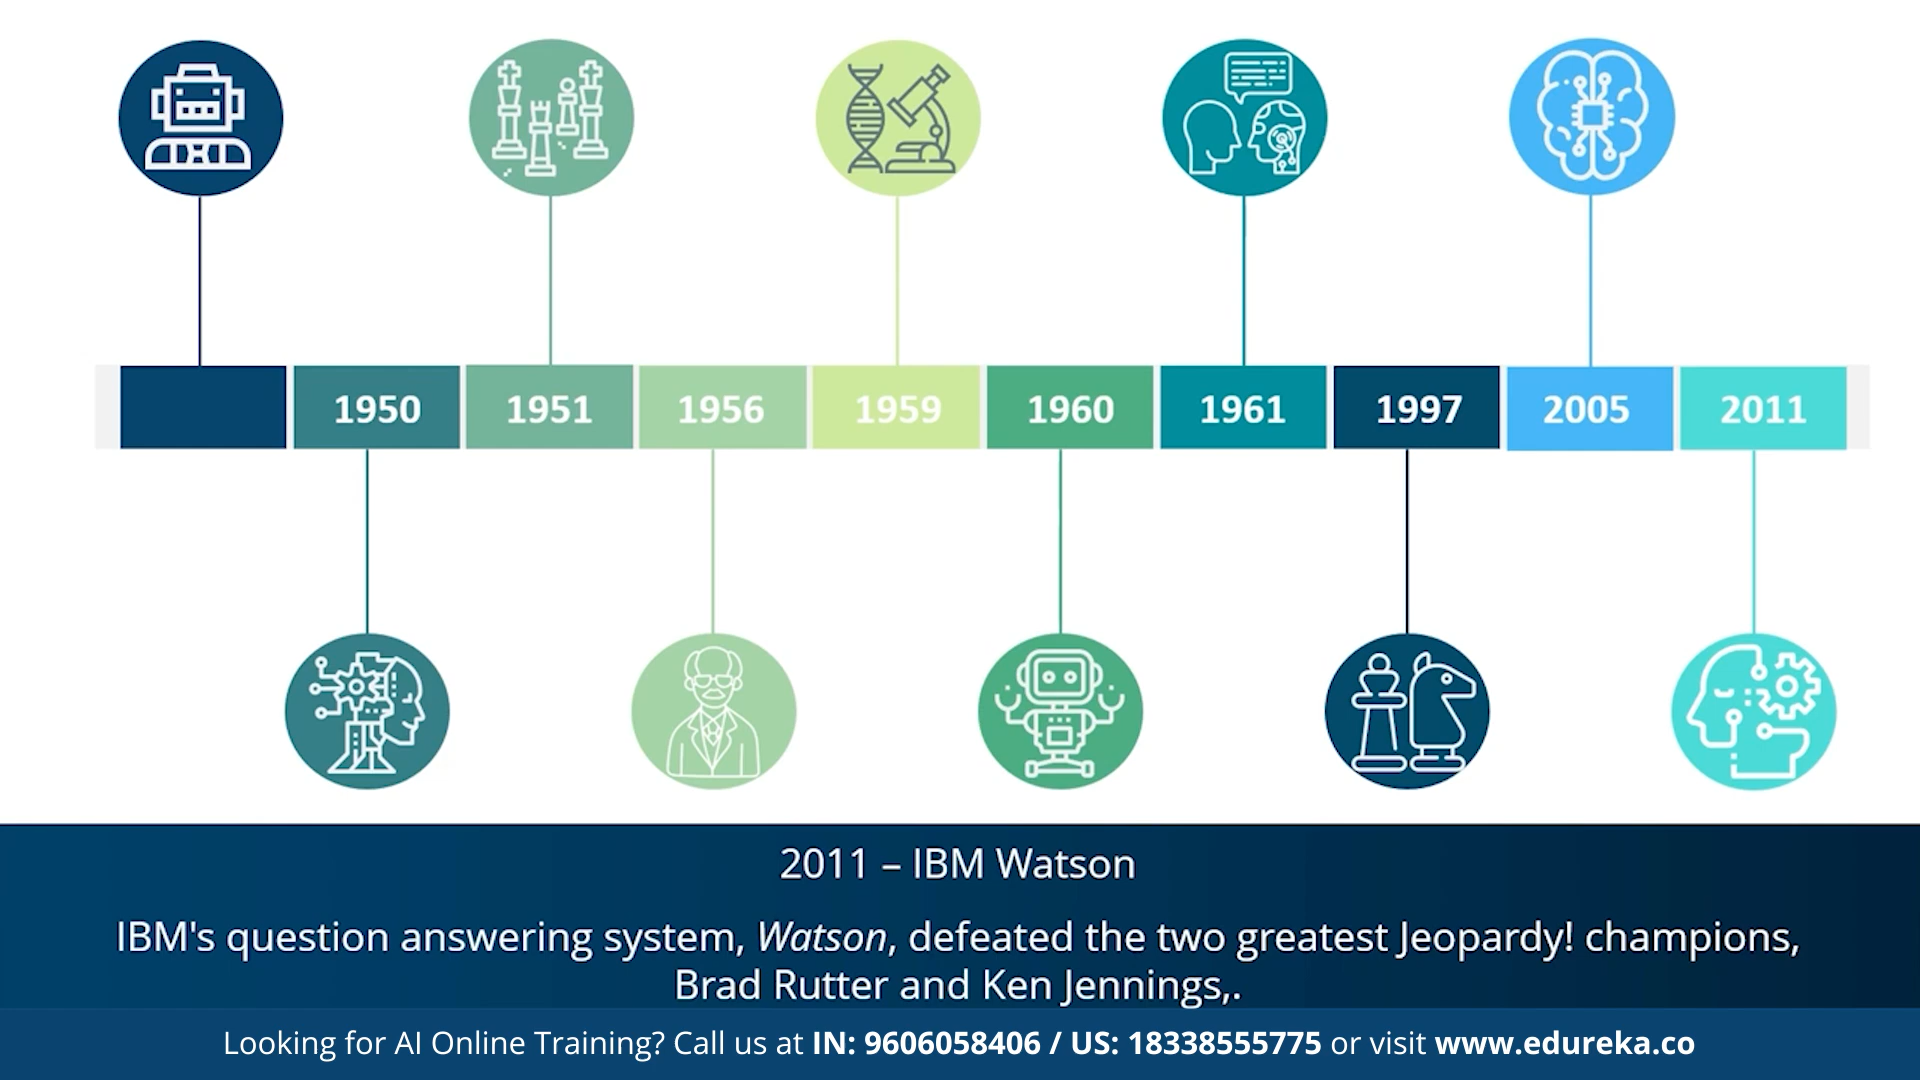 1950
1951
1956
1959
1960
1961
1997
2005
2011
2011 – IBM Watson
IBM's question answering system, Watson, defeated the two greatest Jeopardy! champions,
Brad Rutter and Ken Jennings,.
Looking for AI Online Training? Call us at IN: 9606058406 / US: 18338555775 or visit www.edureka.co